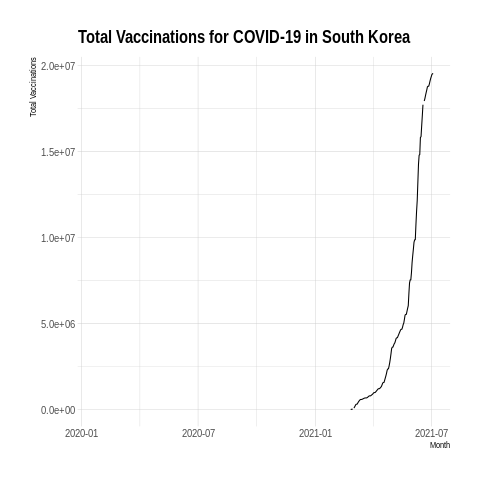 Total Vaccinations for COVID-19 in South Korea
Total Vaccinations
2.0e+07
1.5e+07
1.0e+07
5.0e+06
0.0e+00
2020-01 2020-07 2021-01 2021-07
Month